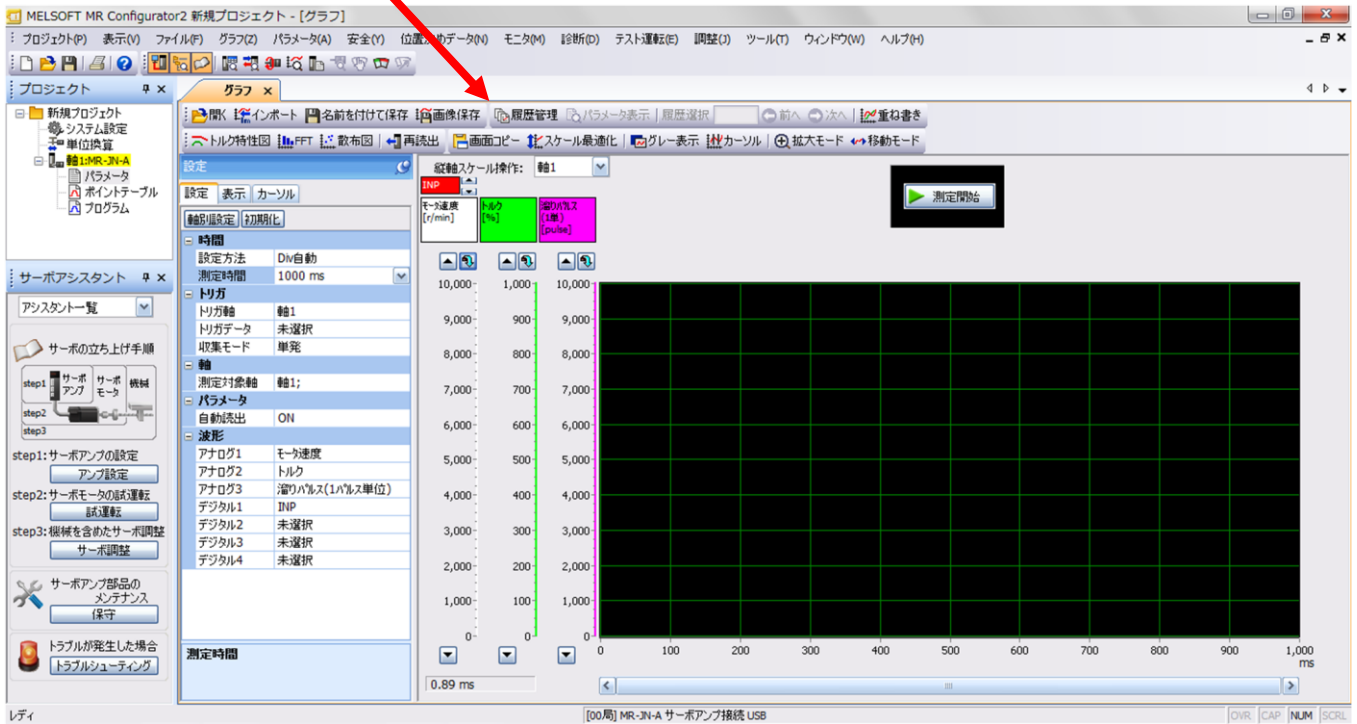 MELSOFT MR Configurator2 新規プロジェクト - [グラフ]
プロジェクト(P) 表示(V) ファイル(F) グラフ(Z) パラメータ(A) 安全(Y) 位置決めデータ(N) モニタ(M) 診断(D) テスト運転(E) 調整(J) ツール(T) ウィンドウ(W) ヘルプ(H)
プロジェクト
新規プロジェクト
システム設定
単位換算
軸1:MR-JN-A
パラメータ
ポイントテーブル
プログラム
サーボアシスタント
アシスタント一覧
サーボの立ち上げ手順
step1
サーボ
アンプ
サーボ
モータ
機械
step2
step3
step1:サーボアンプの設定
アンプ設定
step2:サーボモータの試運転
試運転
step3:機械を含めたサーボ調整
サーボ調整
サーボアンプ部品の
メンテナンス
保守
トラブルが発生した場合
トラブルシューティング
グラフ
開く インポート 名前を付けて保存 画像保存 履歴管理 パラメータ表示 履歴選択 前へ 次へ 重ね書き
トルク特性図 FFT 散布図 再読出 画面コピー スケール最適化 グレー表示 カーソル 拡大モード 移動モード
設定
設定 表示 カーソル
軸別設定 初期化
時間
設定方法 Div自動
測定時間 1000 ms
トリガ
トリガ軸 軸1
トリガデータ 未選択
収集モード 単発
軸
測定対象軸 軸1;
パラメータ
自動読出 ON
波形
アナログ1 モータ速度
アナログ2 トルク
アナログ3 溜りパルス(1パルス単位)
デジタル1 INP
デジタル2 未選択
デジタル3 未選択
デジタル4 未選択
測定時間
縦軸スケール操作: 軸1
INP
モータ速度
[r/min]
トルク
[%]
溜りパルス
(1単)
[pulse]
測定開始
10,000 1,000 10,000
9,000 900 9,000
8,000 800 8,000
7,000 700 7,000
6,000 600 6,000
5,000 500 5,000
4,000 400 4,000
3,000 300 3,000
2,000 200 2,000
1,000 100 1,000
0 0 0
0 100 200 300 400 500 600 700 800 900 1,000
ms
0.89 ms
レディ
[00局] MR-JN-A サーボアンプ接続 USB
OVR CAP NUM SCRL